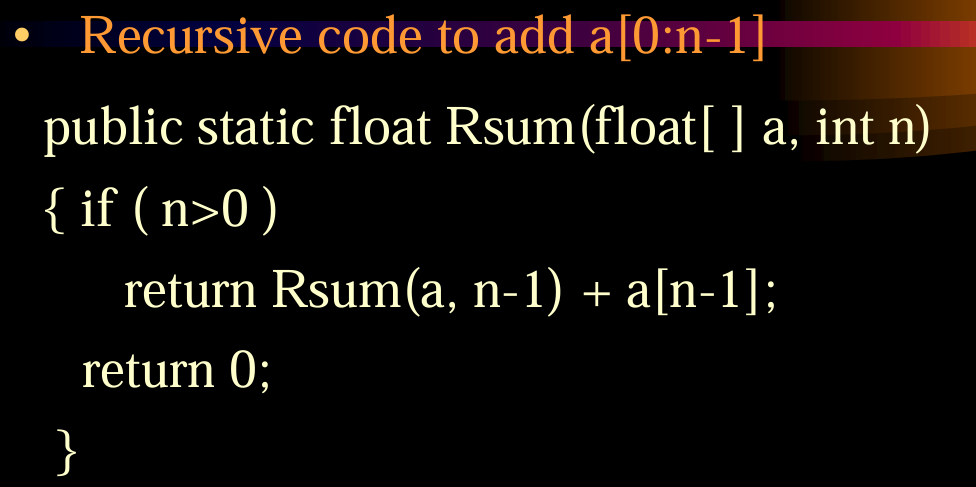 • Recursive code to add a[0:n-1]
public static float Rsum(float[ ] a, int n)
{ if ( n>0 )
return Rsum(a, n-1) + a[n-1];
return 0;
}